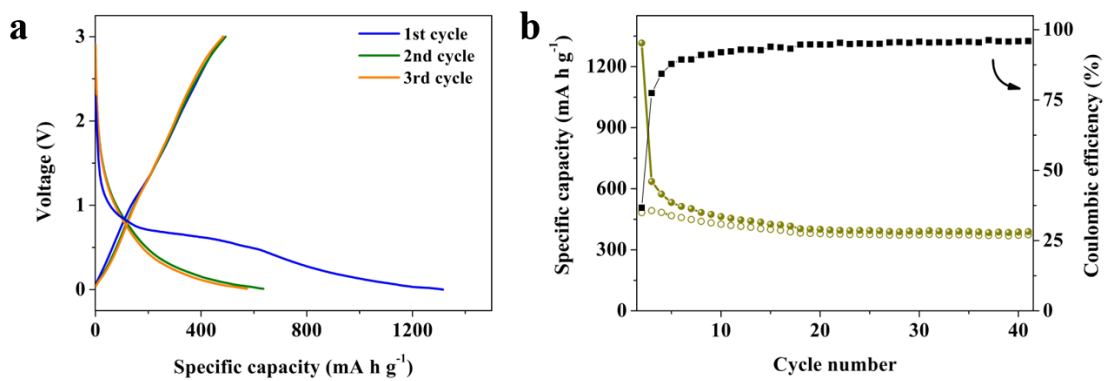 a
3
2
1
0
Voltage (V)
1st cycle
2nd cycle
3rd cycle
0 400 800 1200
Specific capacity (mA h g⁻¹)
b
1200
900
600
300
0
Specific capacity (mA h g⁻¹)
100
75
50
25
0
Coulombic efficiency (%)
10 20 30 40
Cycle number